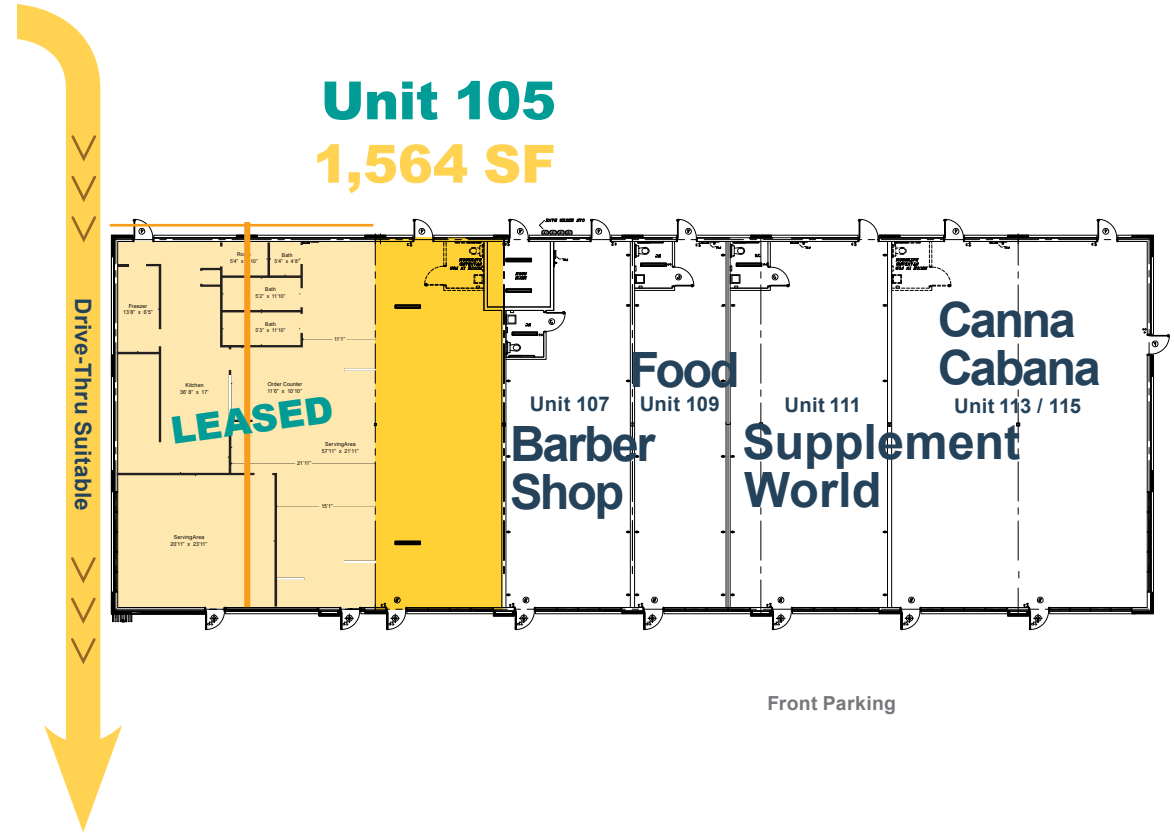 Unit 105
1,564 SF
Drive-Thru Suitable
5'4" x
Bath
5'4" x 4'8"
Bath
5'2" x 11'10"
Bath
5'3" x 11'10"
Freezer
13'8" x 6'5"
11'1"
Kitchen
36' 8" x 17'
Order Counter
11'6" x 10'10"
LEASED
ServingArea
57'11" x 21'11"
21'11"
15'1"
ServingArea
20'11" x 23'11"
Unit 107
Barber
Shop
Food
Unit 109
Unit 111
Supplement
World
Canna
Cabana
Unit 113 / 115
Front Parking